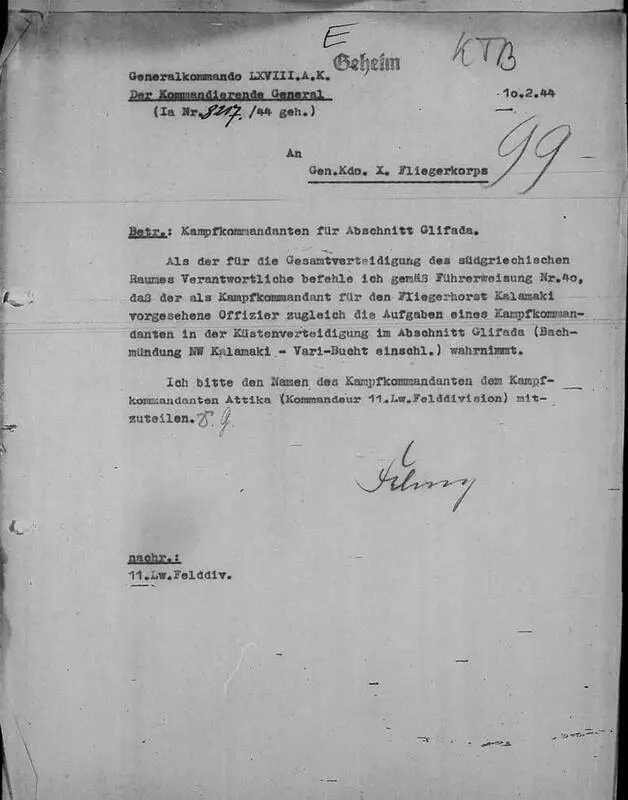 E
Geheim
KTB
Generalkommando LXVIII.A.K.
Der Kommandierende General
10.2.44
(Ia Nr. 8217/44 geh.)
An
Gen.Kdo. X. Fliegerkorps
99
Betr.: Kampfkommandanten für Abschnitt Glifada.
Als der für die Gesamtverteidigung des südgriechischen
Raumes Verantwortliche befehle ich gemäß Führerweisung Nr.40,
daß der als Kampfkommandant für den Fliegerhorst Kalamaki
vorgesehene Offizier zugleich die Aufgaben eines Kampfkomman-
danten in der Küstenverteidigung im Abschnitt Glifada (Bach-
mündung NW Kalamaki - Vari-Bucht einschl.) wahrnimmt.
Ich bitte den Namen des Kampfkommandanten dem Kampf-
kommandanten Attika (Kommandeur 11.Lw.Felddivision) mit-
zuteilen.
Felmy
nachr.:
11.Lw.Felddiv.